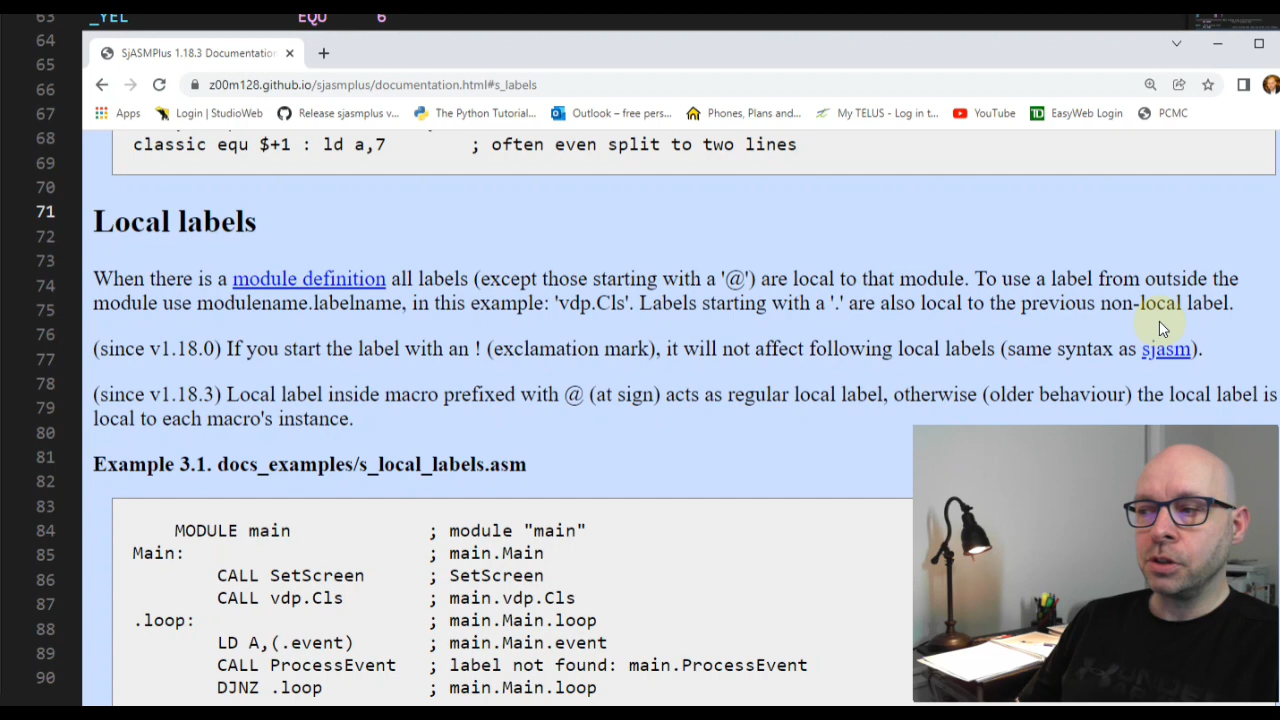 63 _YEL EQU 6
64
SjASMPlus 1.18.3 Documentation
65
66 z00m128.github.io/sjasmplus/documentation.html#s_labels
67 Apps Login | StudioWeb Release sjasmplus v... The Python Tutorial... Outlook – free pers... Phones, Plans and... My TELUS - Log in t... YouTube EasyWeb Login PCMC
68 classic equ $+1 : ld a,7 ; often even split to two lines
69
70
71 Local labels
72
73
74 When there is a module definition all labels (except those starting with a '@') are local to that module. To use a label from outside the
75 module use modulename.labelname, in this example: 'vdp.Cls'. Labels starting with a '.' are also local to the previous non-local label.
76
77 (since v1.18.0) If you start the label with an ! (exclamation mark), it will not affect following local labels (same syntax as sjasm).
78
79 (since v1.18.3) Local label inside macro prefixed with @ (at sign) acts as regular local label, otherwise (older behaviour) the local label is
80 local to each macro's instance.
81 Example 3.1. docs_examples/s_local_labels.asm
82
83
84 MODULE main ; module "main"
85 Main: ; main.Main
86 CALL SetScreen ; SetScreen
87 CALL vdp.Cls ; main.vdp.Cls
88 .loop: ; main.Main.loop
89 LD A,(.event) ; main.Main.event
CALL ProcessEvent ; label not found: main.ProcessEvent
90 DJNZ .loop ; main.Main.loop